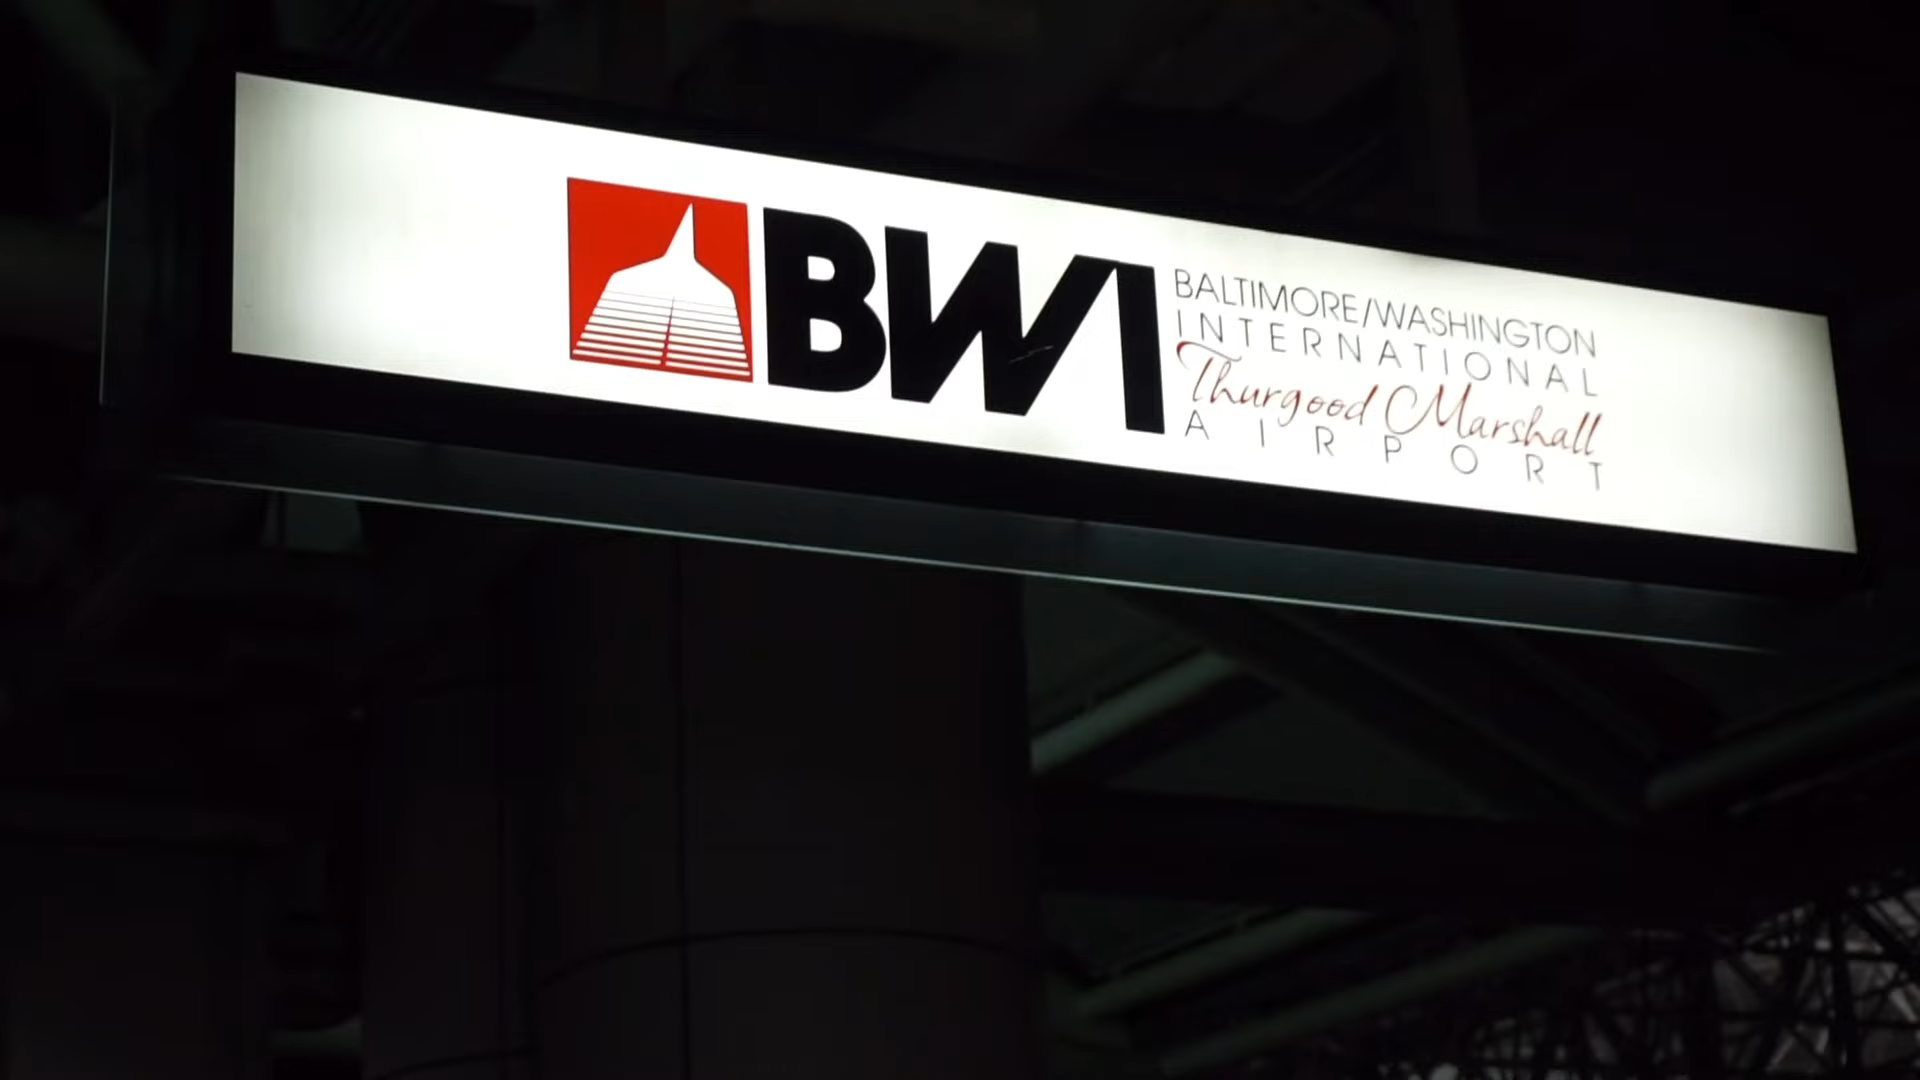 BWI
BALTIMORE/WASHINGTON
INTERNATIONAL
Thurgood Marshall
AIRPORT